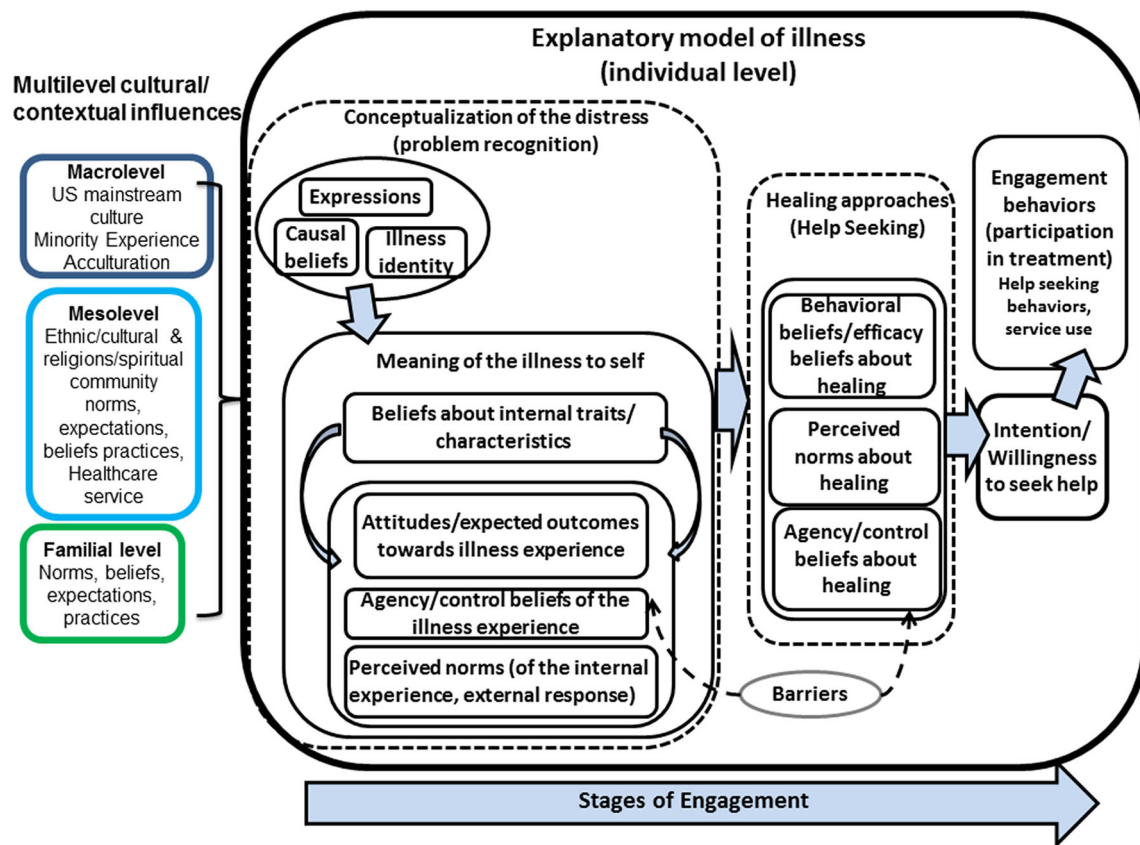 Explanatory model of illness
(individual level)
Multilevel cultural/
contextual influences
Macrolevel
US mainstream
culture
Minority Experience
Acculturation
Mesolevel
Ethnic/cultural &
religions/spiritual
community
norms,
expectations,
beliefs practices,
Healthcare
service
Familial level
Norms, beliefs,
expectations,
practices
Conceptualization of the distress
(problem recognition)
Expressions
Causal
beliefs
Illness
identity
Meaning of the illness to self
Beliefs about internal traits/
characteristics
Attitudes/expected outcomes
towards illness experience
Agency/control beliefs of the
illness experience
Perceived norms (of the internal
experience, external response)
Healing approaches
(Help Seeking)
Behavioral
beliefs/efficacy
beliefs about
healing
Perceived
norms about
healing
Agency/control
beliefs about
healing
Barriers
Engagement
behaviors
(participation
in treatment)
Help seeking
behaviors,
service use
Intention/
Willingness
to seek help
Stages of Engagement